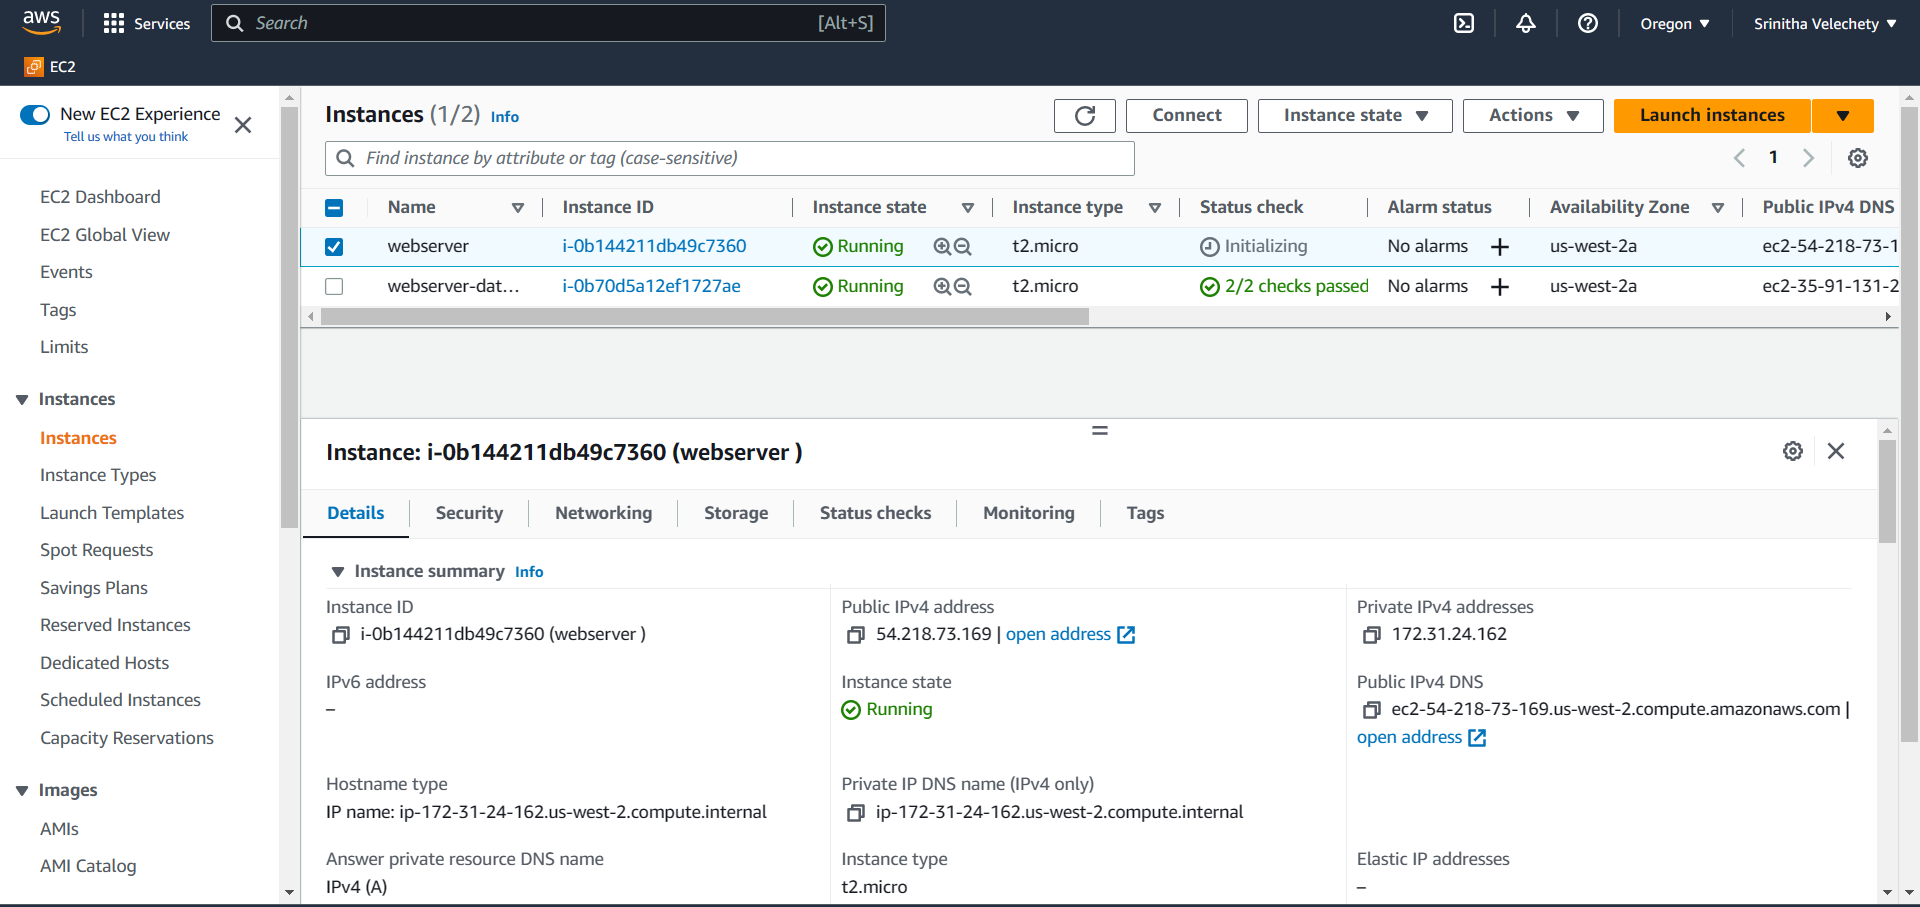 aws
Services
Search [Alt+S]
Oregon
Srinitha Velechety
EC2
New EC2 Experience
Tell us what you think
EC2 Dashboard
EC2 Global View
Events
Tags
Limits
Instances
Instances
Instance Types
Launch Templates
Spot Requests
Savings Plans
Reserved Instances
Dedicated Hosts
Scheduled Instances
Capacity Reservations
Images
AMIs
AMI Catalog
Instances (1/2) Info
Connect
Instance state
Actions
Launch instances
Find instance by attribute or tag (case-sensitive)
1
Name Instance ID Instance state Instance type Status check Alarm status Availability Zone Public IPv4 DNS
webserver i-0b144211db49c7360 Running t2.micro Initializing No alarms us-west-2a ec2-54-218-73-1
webserver-dat... i-0b70d5a12ef1727ae Running t2.micro 2/2 checks passed No alarms us-west-2a ec2-35-91-131-2
Instance: i-0b144211db49c7360 (webserver )
Details Security Networking Storage Status checks Monitoring Tags
Instance summary Info
Instance ID
i-0b144211db49c7360 (webserver )
Public IPv4 address
54.218.73.169 | open address
Private IPv4 addresses
172.31.24.162
IPv6 address
–
Instance state
Running
Public IPv4 DNS
ec2-54-218-73-169.us-west-2.compute.amazonaws.com |
open address
Hostname type
IP name: ip-172-31-24-162.us-west-2.compute.internal
Private IP DNS name (IPv4 only)
ip-172-31-24-162.us-west-2.compute.internal
Answer private resource DNS name
IPv4 (A)
Instance type
t2.micro
Elastic IP addresses
–